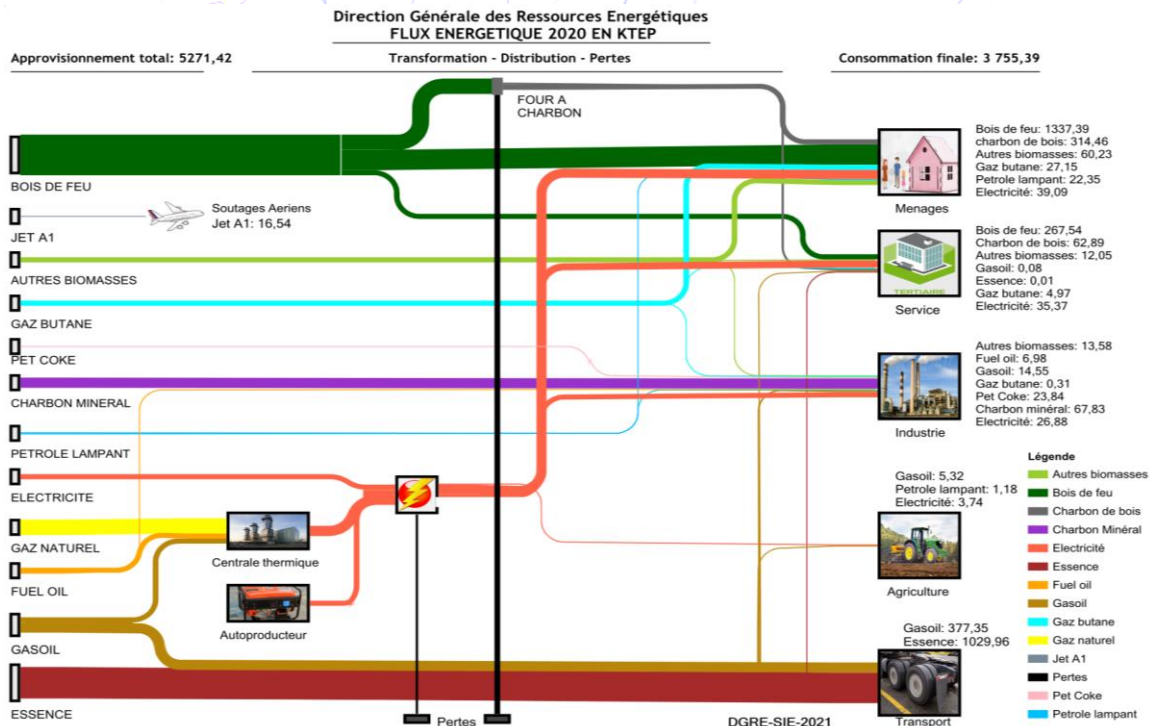 Direction Générale des Ressources Energétiques
FLUX ENERGETIQUE 2020 EN KTEP
Approvisionnement total: 5271,42
Transformation - Distribution - Pertes
Consommation finale: 3 755,39
FOUR A
CHARBON
BOIS DE FEU
Soutages Aeriens
Jet A1: 16,54
JET A1
AUTRES BIOMASSES
GAZ BUTANE
PET COKE
CHARBON MINERAL
PETROLE LAMPANT
ELECTRICITE
GAZ NATUREL
FUEL OIL
GASOIL
ESSENCE
Centrale thermique
Autoproducteur
Pertes
Bois de feu: 1337,39
charbon de bois: 314,46
Autres biomasses: 60,23
Gaz butane: 27,15
Petrole lampant: 22,35
Electricité: 39,09
Menages
Bois de feu: 267,54
Charbon de bois: 62,89
Autres biomasses: 12,05
Gasoil: 0,08
Essence: 0,01
Gaz butane: 4,97
Electricité: 35,37
TERTIAIRE
Service
Autres biomasses: 13,58
Fuel oil: 6,98
Gasoil: 14,55
Gaz butane: 0,31
Pet Coke: 23,84
Charbon minéral: 67,83
Electricité: 26,88
Industrie
Gasoil: 5,32
Petrole lampant: 1,18
Electricité: 3,74
Agriculture
Gasoil: 377,35
Essence: 1029,96
Transport
Légende
Autres biomasses
Bois de feu
Charbon de bois
Charbon Minéral
Electricité
Essence
Fuel oil
Gasoil
Gaz butane
Gaz naturel
Jet A1
Pertes
Pet Coke
Petrole lampant
DGRE-SIE-2021